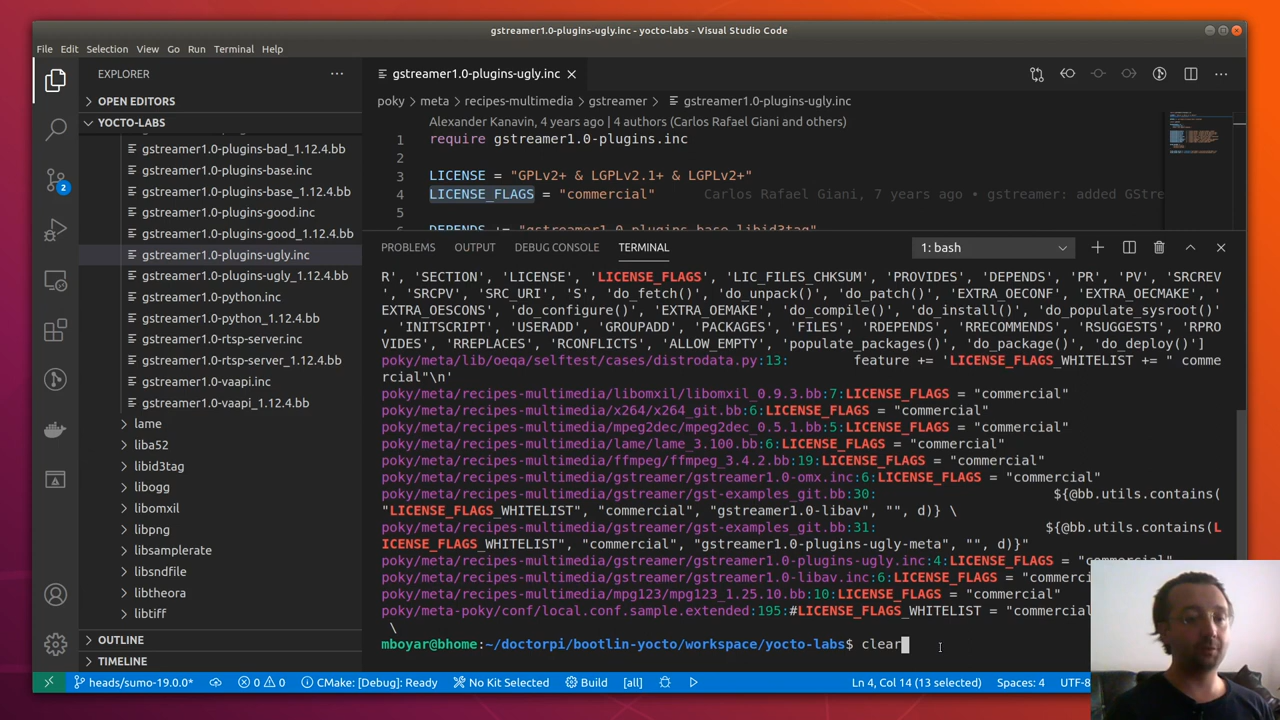 gstreamer1.0-plugins-ugly.inc - yocto-labs - Visual Studio Code
File Edit Selection View Go Run Terminal Help
EXPLORER
OPEN EDITORS
YOCTO-LABS
gstreamer1.0-plugins-bad_1.12.4.bb
gstreamer1.0-plugins-base.inc
gstreamer1.0-plugins-base_1.12.4.bb
gstreamer1.0-plugins-good.inc
gstreamer1.0-plugins-good_1.12.4.bb
gstreamer1.0-plugins-ugly.inc
gstreamer1.0-plugins-ugly_1.12.4.bb
gstreamer1.0-python.inc
gstreamer1.0-python_1.12.4.bb
gstreamer1.0-rtsp-server.inc
gstreamer1.0-rtsp-server_1.12.4.bb
gstreamer1.0-vaapi.inc
gstreamer1.0-vaapi_1.12.4.bb
lame
liba52
libid3tag
libogg
libomxil
libpng
libsamplerate
libsndfile
libtheora
libtiff
OUTLINE
TIMELINE
2
gstreamer1.0-plugins-ugly.inc
poky > meta > recipes-multimedia > gstreamer > gstreamer1.0-plugins-ugly.inc
Alexander Kanavin, 4 years ago | 4 authors (Carlos Rafael Giani and others)
1 require gstreamer1.0-plugins.inc
2
3 LICENSE = "GPLv2+ & LGPLv2.1+ & LGPLv2+"
4 LICENSE_FLAGS = "commercial" Carlos Rafael Giani, 7 years ago • gstreamer: added GStre
5
6 DEPENDS += "gstreamer1.0-plugins-base libid3tag"
PROBLEMS OUTPUT DEBUG CONSOLE TERMINAL 1: bash
R', 'SECTION', 'LICENSE', 'LICENSE_FLAGS', 'LIC_FILES_CHKSUM', 'PROVIDES', 'DEPENDS', 'PR', 'PV', 'SRCREV
', 'SRCPV', 'SRC_URI', 'S', 'do_fetch()', 'do_unpack()', 'do_patch()', 'EXTRA_OECONF', 'EXTRA_OECMAKE', '
EXTRA_OESCONS', 'do_configure()', 'EXTRA_OEMAKE', 'do_compile()', 'do_install()', 'do_populate_sysroot()'
, 'INITSCRIPT', 'USERADD', 'GROUPADD', 'PACKAGES', 'FILES', 'RDEPENDS', 'RRECOMMENDS', 'RSUGGESTS', 'RPRO
VIDES', 'RREPLACES', 'RCONFLICTS', 'ALLOW_EMPTY', 'populate_packages()', 'do_package()', 'do_deploy()']
poky/meta/lib/oeqa/selftest/cases/distrodata.py:13: feature += 'LICENSE_FLAGS_WHITELIST += " comme
rcial"\n'
poky/meta/recipes-multimedia/libomxil/libomxil_0.9.3.bb:7:LICENSE_FLAGS = "commercial"
poky/meta/recipes-multimedia/x264/x264_git.bb:6:LICENSE_FLAGS = "commercial"
poky/meta/recipes-multimedia/mpeg2dec/mpeg2dec_0.5.1.bb:5:LICENSE_FLAGS = "commercial"
poky/meta/recipes-multimedia/lame/lame_3.100.bb:6:LICENSE_FLAGS = "commercial"
poky/meta/recipes-multimedia/ffmpeg/ffmpeg_3.4.2.bb:19:LICENSE_FLAGS = "commercial"
poky/meta/recipes-multimedia/gstreamer/gstreamer1.0-omx.inc:6:LICENSE_FLAGS = "commercial"
poky/meta/recipes-multimedia/gstreamer/gst-examples_git.bb:30: ${@bb.utils.contains(
"LICENSE_FLAGS_WHITELIST", "commercial", "gstreamer1.0-libav", "", d)} \
poky/meta/recipes-multimedia/gstreamer/gst-examples_git.bb:31: ${@bb.utils.contains(L
ICENSE_FLAGS_WHITELIST", "commercial", "gstreamer1.0-plugins-ugly-meta", "", d)}"
poky/meta/recipes-multimedia/gstreamer/gstreamer1.0-plugins-ugly.inc:4:LICENSE_FLAGS = "commercial"
poky/meta/recipes-multimedia/gstreamer/gstreamer1.0-libav.inc:6:LICENSE_FLAGS = "commerc
poky/meta/recipes-multimedia/mpg123/mpg123_1.25.10.bb:10:LICENSE_FLAGS = "commercial"
poky/meta-poky/conf/local.conf.sample.extended:195:#LICENSE_FLAGS_WHITELIST = "commercial
\
mboyar@bhome:~/doctorpi/bootlin-yocto/workspace/yocto-labs$ clear
heads/sumo-19.0.0* 0 0 CMake: [Debug]: Ready No Kit Selected Build [all] Ln 4, Col 14 (13 selected) Spaces: 4 UTF-8